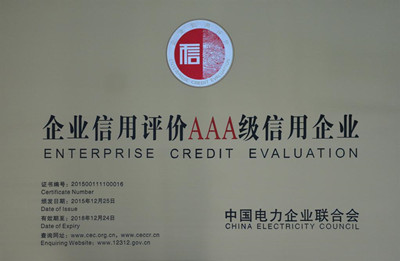 信
企业信用评价AAA级信用企业
ENTERPRISE CREDIT EVALUATION
证书编号：201500111100016
Certificate Number
颁发日期：2015年12月25日
Date of Issue
有效期至：2018年12月24日
Date of Expiry
查询网址：www.cec.org.cn, www.ceccr.cn
Enquiring Website：www.12312.gov.cn
中国电力企业联合会
CHINA ELECTRICITY COUNCIL